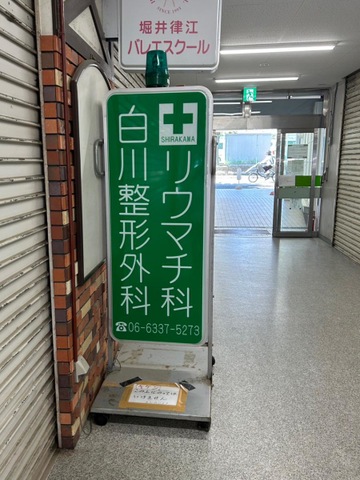 堀井律江
バレエスクール
SHIRAKAWA
リウマチ科
白川整形外科
☎06-6337-5273